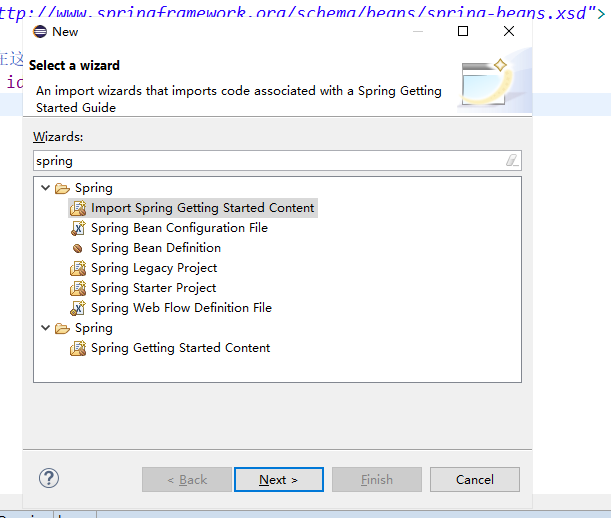 ttp://www.springframework.org/schema/beans/spring-beans.xsd">
New
在这
id
Select a wizard
An import wizards that imports code associated with a Spring Getting
Started Guide
Wizards:
spring
Spring
Import Spring Getting Started Content
Spring Bean Configuration File
Spring Bean Definition
Spring Legacy Project
Spring Starter Project
Spring Web Flow Definition File
Spring
Spring Getting Started Content
< Back
Next >
Finish
Cancel